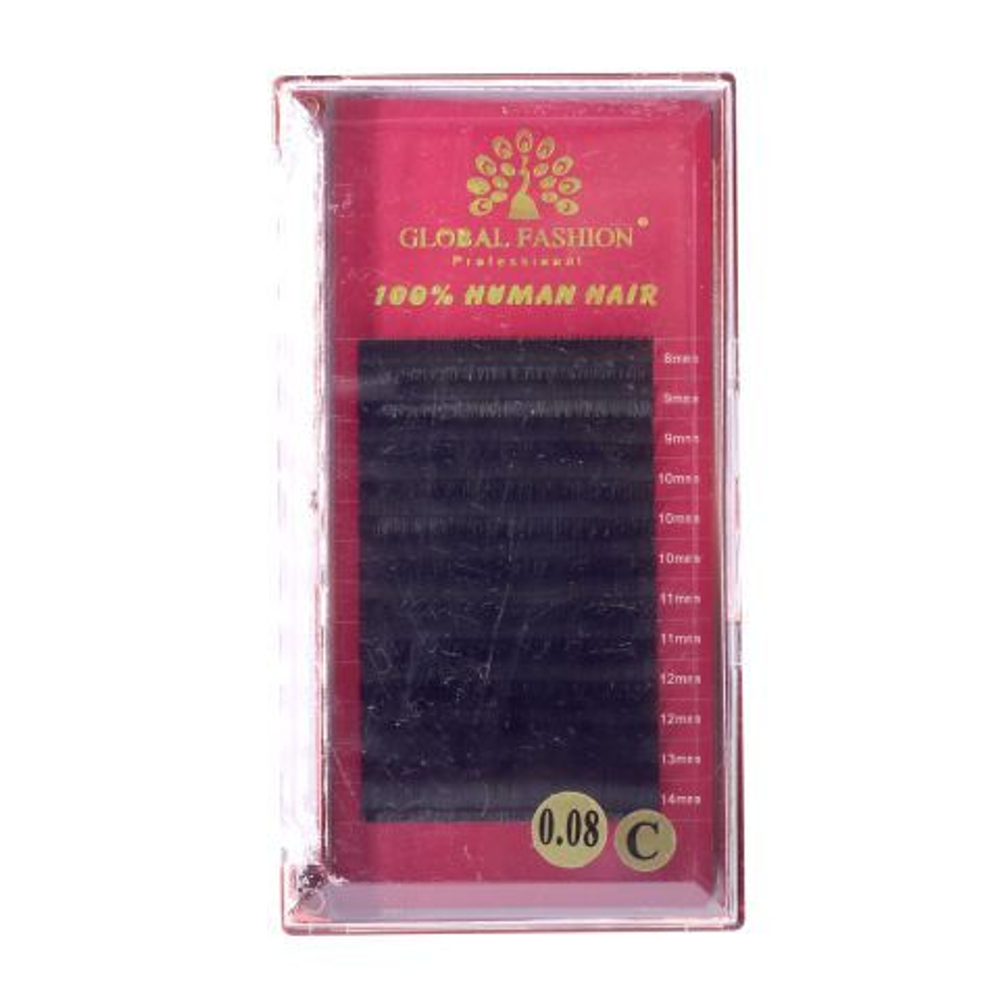 GLOBAL FASHION®
Professional
100% HUMAN HAIR
8mm
9mm
9mm
10mm
10mm
10mm
11mm
11mm
12mm
12mm
13mm
14mm
0.08
C